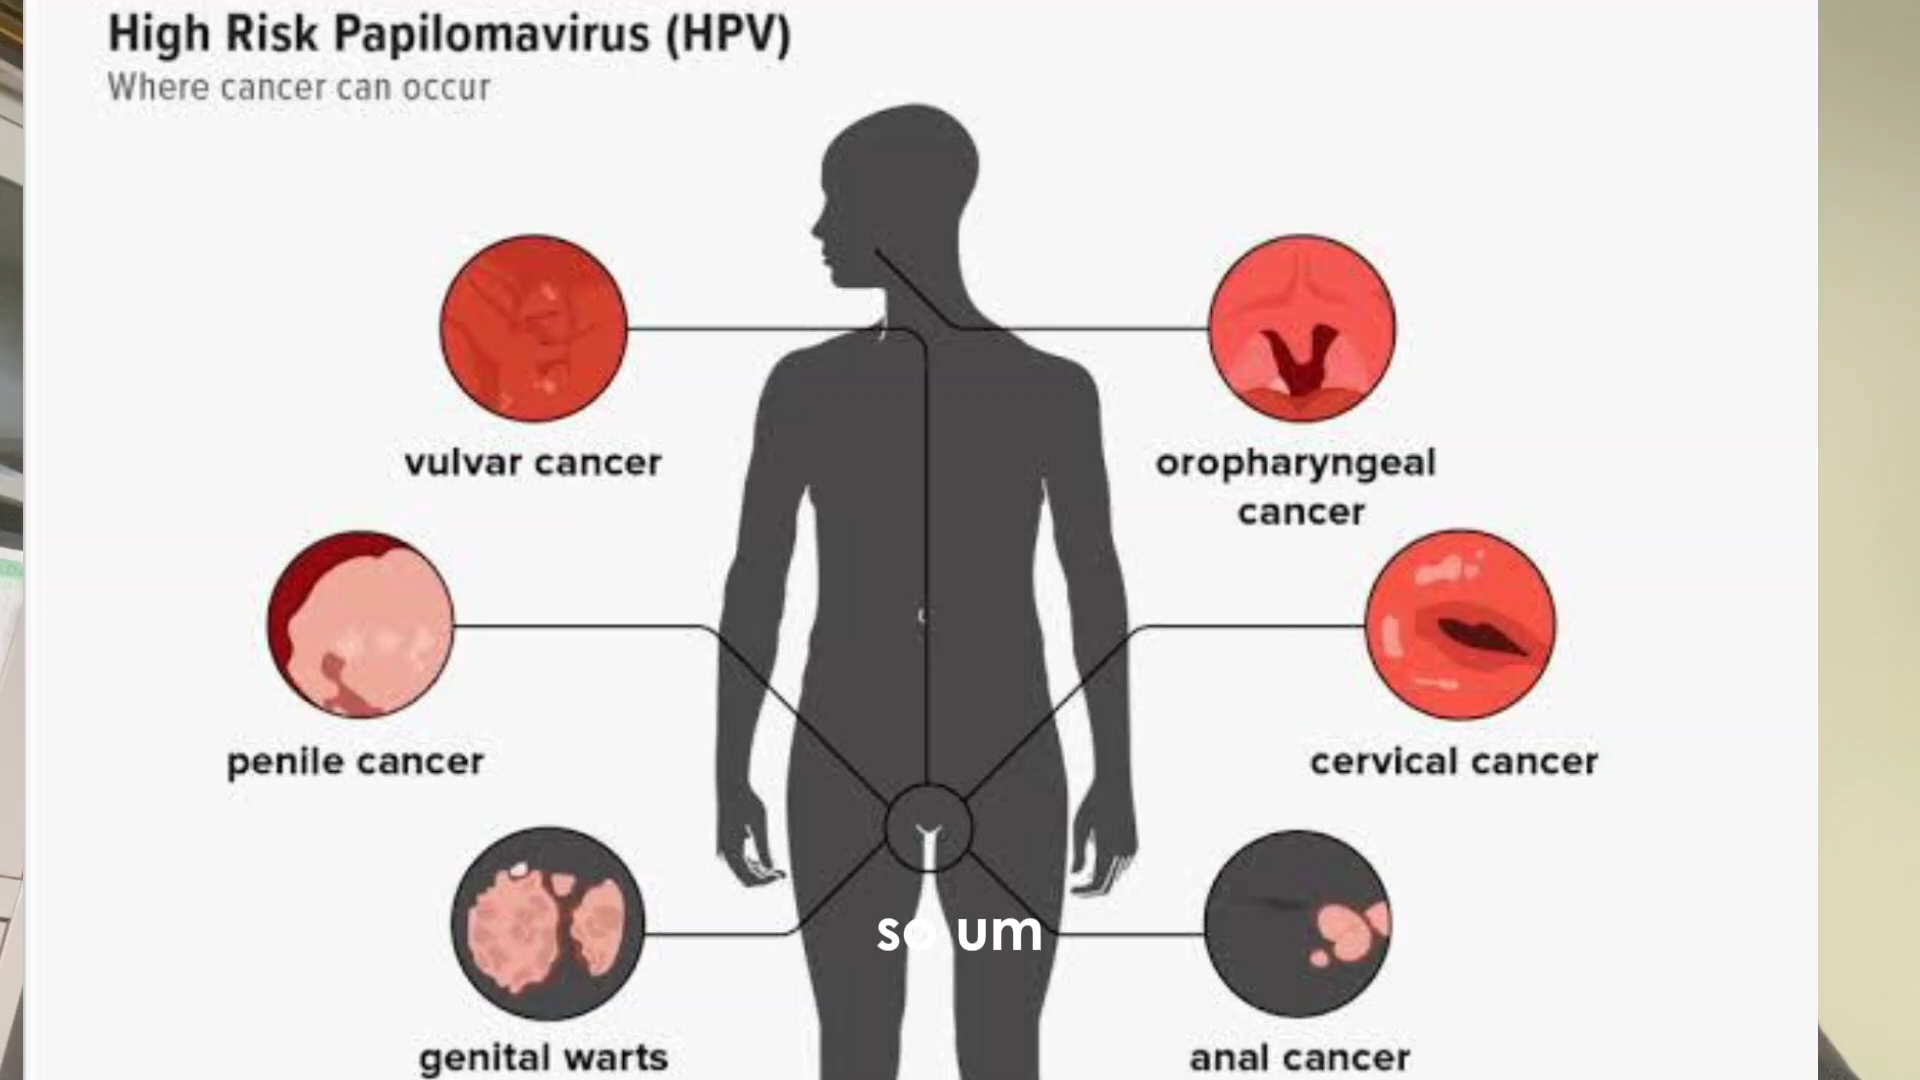 High Risk Papilomavirus (HPV)
Where cancer can occur
vulvar cancer
oropharyngeal
cancer
penile cancer
cervical cancer
so um
genital warts
anal cancer